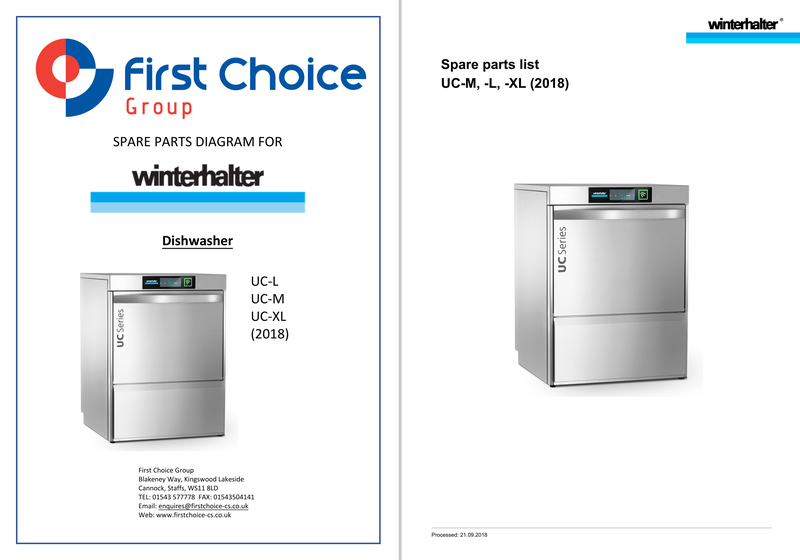 First Choice
Group
SPARE PARTS DIAGRAM FOR
winterhalter
Dishwasher
UC-L
UC-M
UC-XL
(2018)
UC Series
First Choice Group
Blakeney Way, Kingswood Lakeside
Cannock, Staffs, WS11 8LD
TEL: 01543 577778 FAX: 01543504141
Email: enquires@firstchoice-cs.co.uk
Web: www.firstchoice-cs.co.uk
winterhalter®
Spare parts list
UC-M, -L, -XL (2018)
UC Series
Processed: 21.09.2018